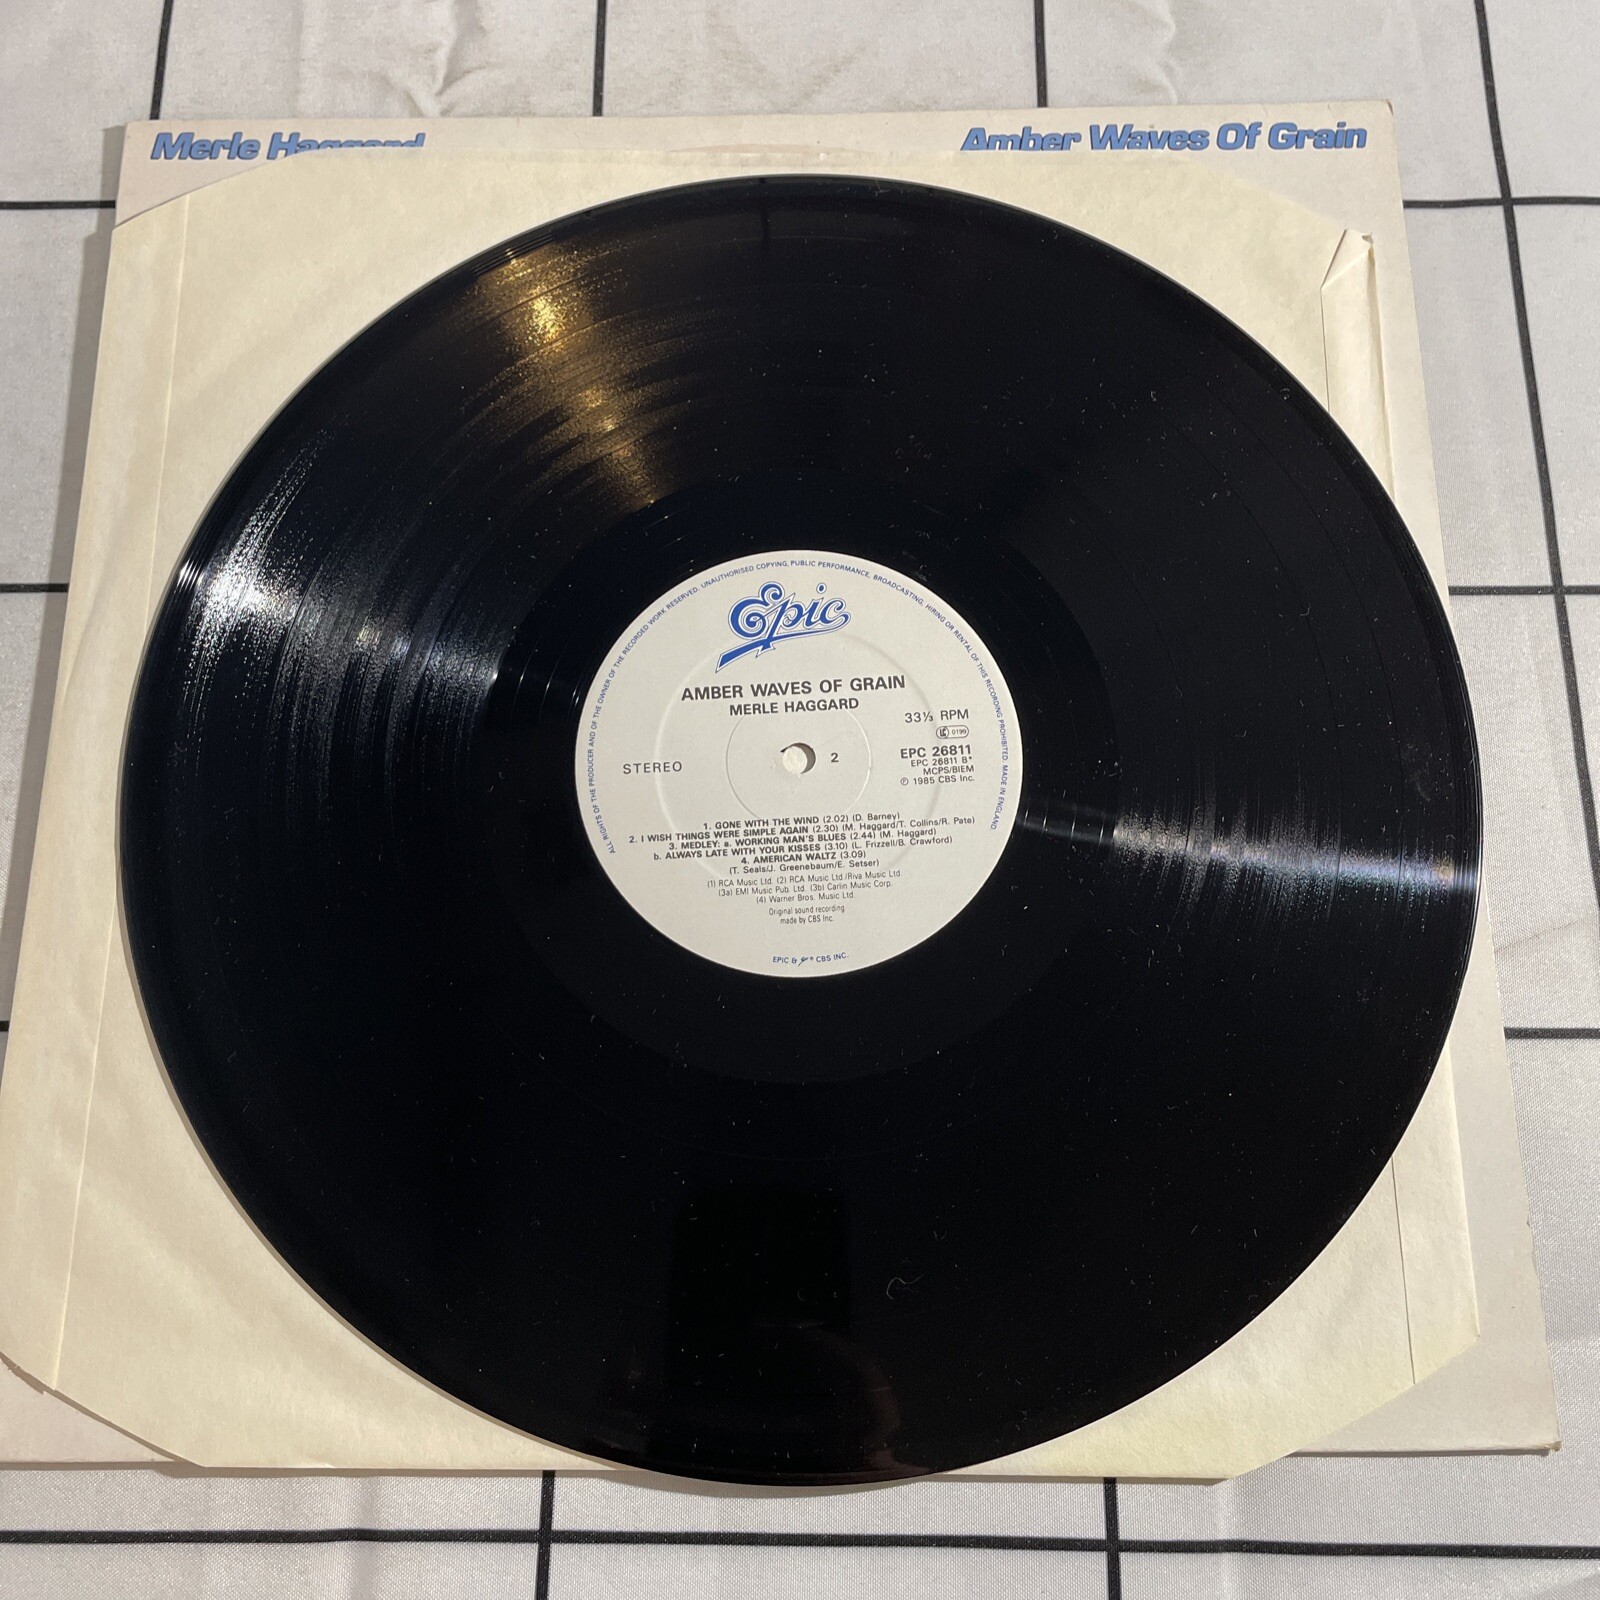 Merle Haggard
Amber Waves Of Grain
ALL RIGHTS OF THE PRODUCER AND OF THE OWNER OF THE RECORDED WORK RESERVED. UNAUTHORISED COPYING, PUBLIC PERFORMANCE, BROADCASTING, HIRING OR RENTAL OF THIS RECORDING PROHIBITED. MADE IN ENGLAND.
Epic
AMBER WAVES OF GRAIN
MERLE HAGGARD
33⅓ RPM
LC 0199
STEREO
2
EPC 26811
EPC 26811 B*
MCPS/BIEM
℗ 1985 CBS Inc.
1. GONE WITH THE WIND (2.02) (D. Barney)
2. I WISH THINGS WERE SIMPLE AGAIN (2.30) (M. Haggard/T. Collins/R. Pate)
3. MEDLEY: a. WORKING MAN'S BLUES (2.44) (M. Haggard)
b. ALWAYS LATE WITH YOUR KISSES (3.10) (L. Frizzell/B. Crawford)
4. AMERICAN WALTZ (3.09)
(T. Seals/J. Greenebaum/E. Setser)
(1) RCA Music Ltd. (2) RCA Music Ltd./Riva Music Ltd.
(3a) EMI Music Pub. Ltd. (3b) Carlin Music Corp.
(4) Warner Bros. Music Ltd.
Original sound recording
made by CBS Inc.
EPIC & ® CBS INC.